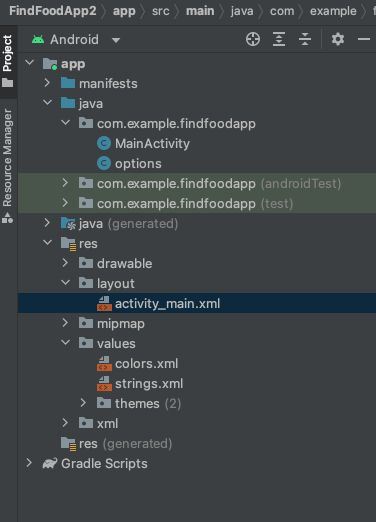 FindFoodApp2 app src main java com example f
Project
Resource Manager
Android
app
manifests
java
com.example.findfoodapp
MainActivity
options
com.example.findfoodapp (androidTest)
com.example.findfoodapp (test)
java (generated)
res
drawable
layout
activity_main.xml
mipmap
values
colors.xml
strings.xml
themes (2)
xml
res (generated)
Gradle Scripts